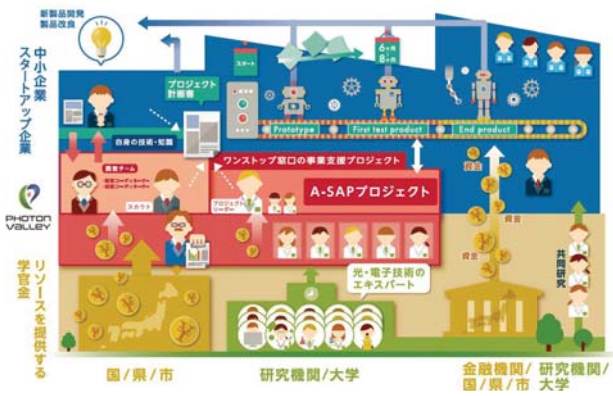 新製品開発
製品改良
中小企業
スタートアップ企業
プロジェクト
計画書
スタート
6ヶ月
8ヶ月
自身の技術・知識
Prototype
First test product
End product
ワンストップ窓口の事業支援プロジェクト
A-SAPプロジェクト
調査チーム
スカウト
プロジェクト
リーダー
PHOTON
VALLEY
リソースを提供する
学官金
光・電子技術の
エキスパート
資金
資金
資金
共同研究
国/県/市
研究機関/大学
金融機関/
国/県/市
研究機関/
大学